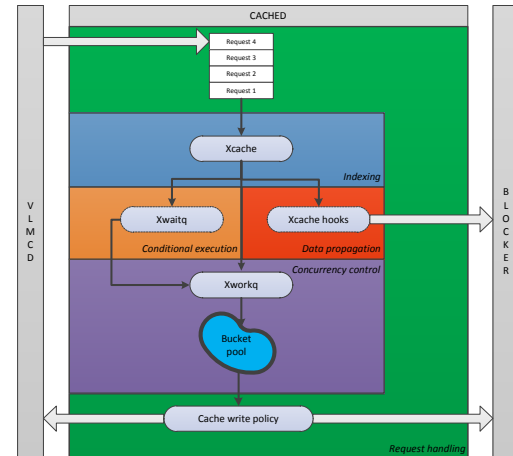 CACHED
Request 4
Request 3
Request 2
Request 1
Xcache
Indexing
Xwaitq
Xcache hooks
Conditional execution
Data propagation
Concurrency control
Xworkq
Bucket
pool
Cache write policy
Request handling
V
L
M
C
D
B
L
O
C
K
E
R